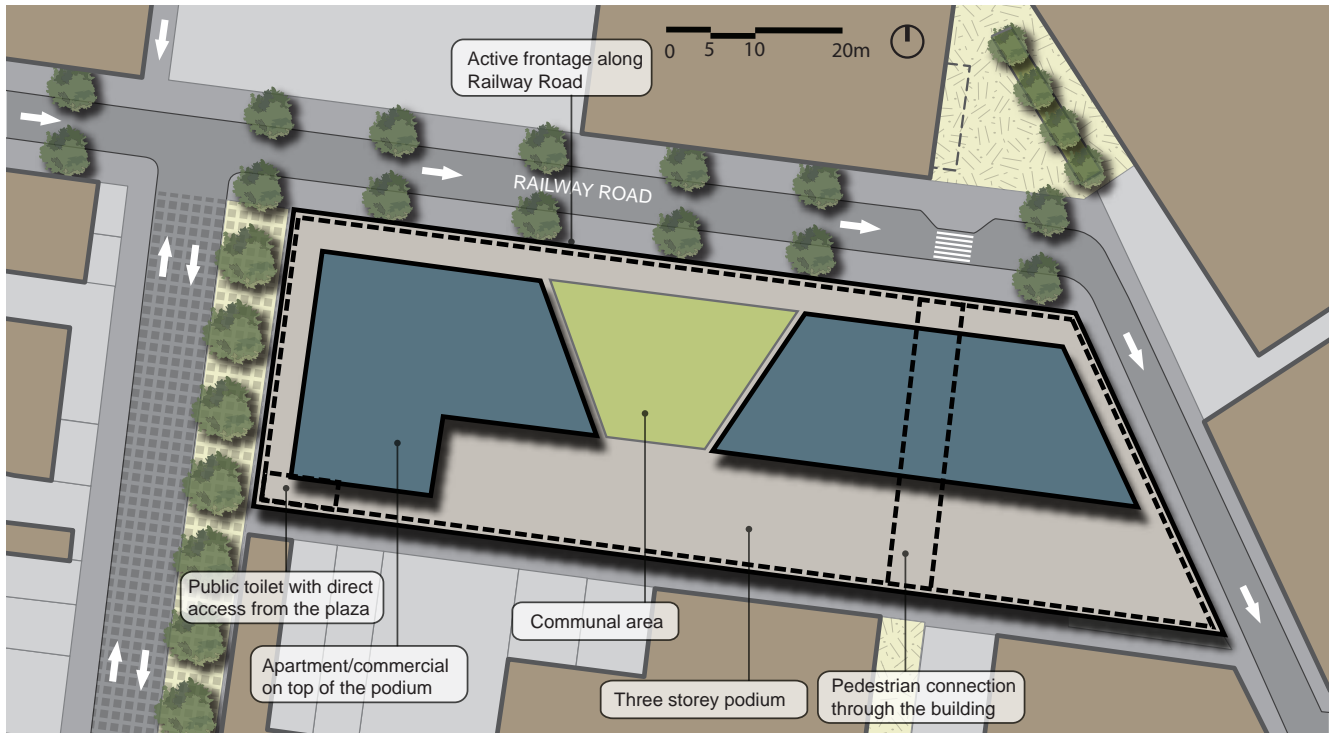 0 5 10 20m
Active frontage along
Railway Road
RAILWAY ROAD
Public toilet with direct
access from the plaza
Communal area
Apartment/commercial
on top of the podium
Three storey podium
Pedestrian connection
through the building